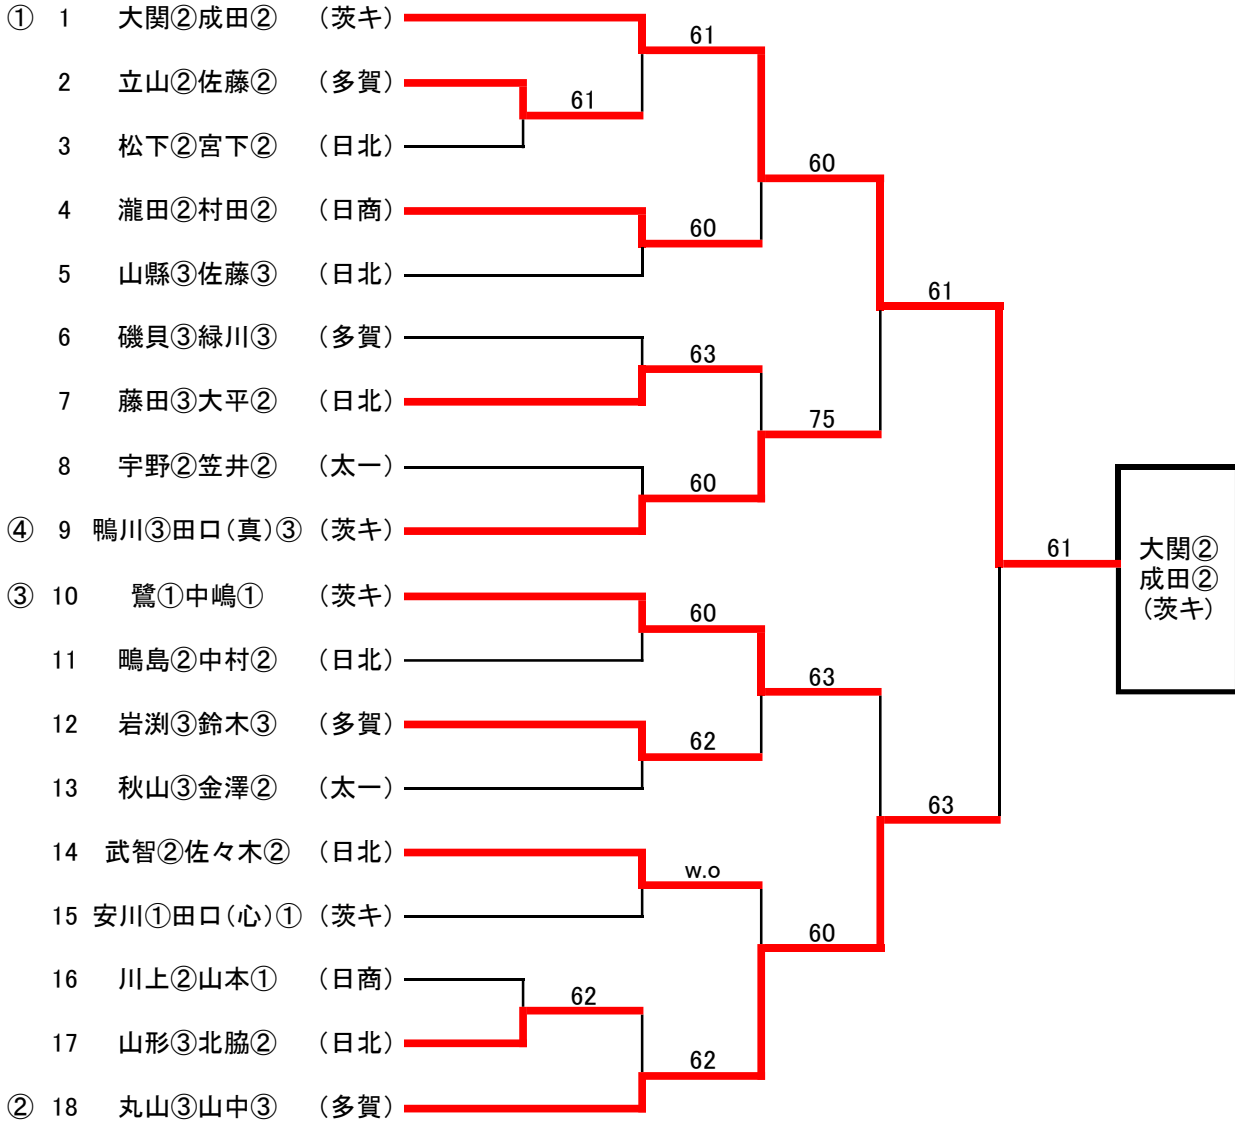 ① 1 大関②成田② （茨キ）
61
2 立山②佐藤② （多賀）
61
3 松下②宮下② （日北）
60
4 瀧田②村田② （日商）
60
5 山縣③佐藤③ （日北）
61
6 磯貝③緑川③ （多賀）
63
7 藤田③大平② （日北）
75
8 宇野②笠井② （太一）
60
④ 9 鴨川③田口（真）③ （茨キ）
61
大関②
成田②
（茨キ）
③ 10 鷺①中嶋① （茨キ）
60
11 鴫島②中村② （日北）
63
12 岩渕③鈴木③ （多賀）
62
13 秋山③金澤② （太一）
63
14 武智②佐々木② （日北）
w.o
15 安川①田口（心）① （茨キ）
60
16 川上②山本① （日商）
62
17 山形③北脇② （日北）
62
② 18 丸山③山中③ （多賀）